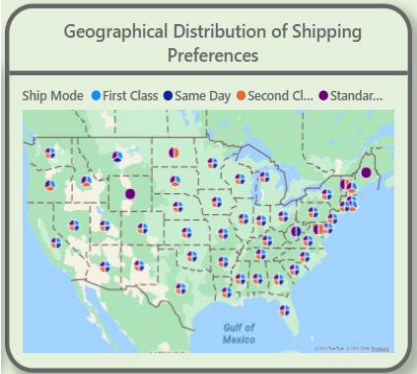 Geographical Distribution of Shipping
Preferences
Ship Mode First Class Same Day Second Cl... Standar...
Gulf of
Mexico